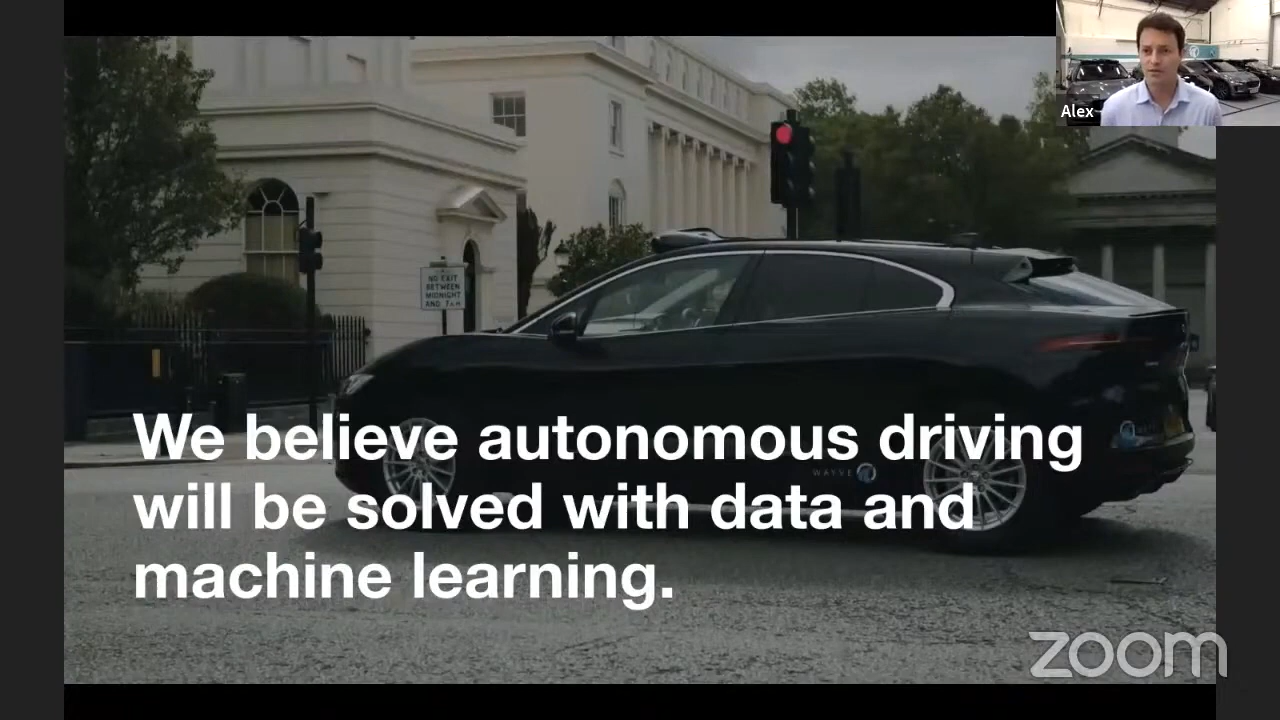 Alex
NO EXIT
BETWEEN
MIDNIGHT
AND 7 A.M
We believe autonomous driving
will be solved with data and
machine learning.
WAYVE
zoom